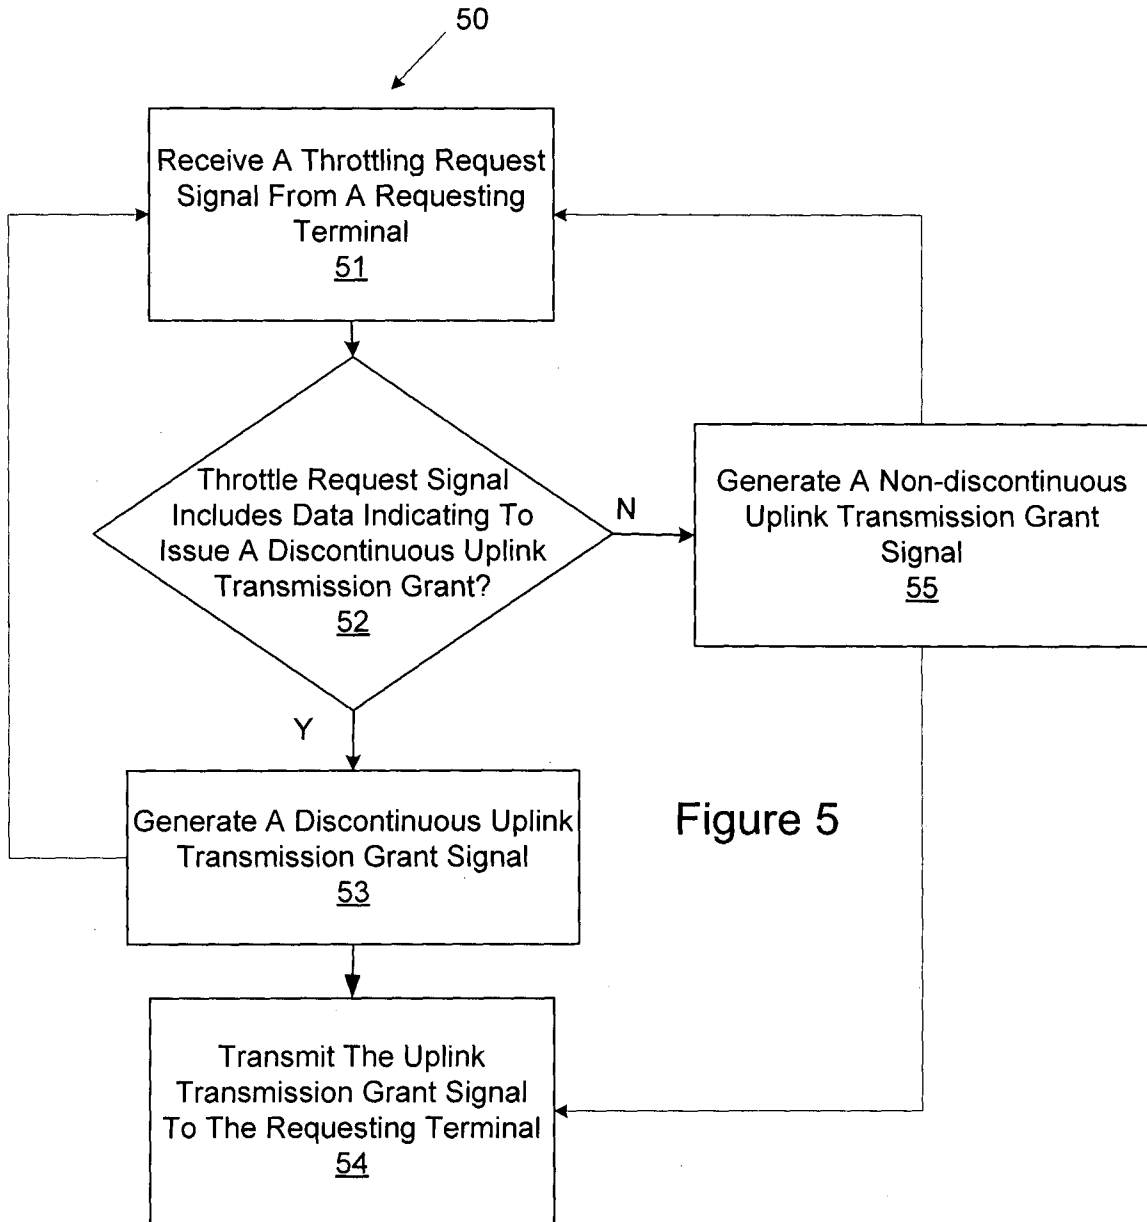 50
Receive A Throttling Request
Signal From A Requesting
Terminal
51
Throttle Request Signal
Includes Data Indicating To
Issue A Discontinuous Uplink
Transmission Grant?
52
N
Generate A Non-discontinuous
Uplink Transmission Grant
Signal
55
Y
Generate A Discontinuous Uplink
Transmission Grant Signal
53
Figure 5
Transmit The Uplink
Transmission Grant Signal
To The Requesting Terminal
54